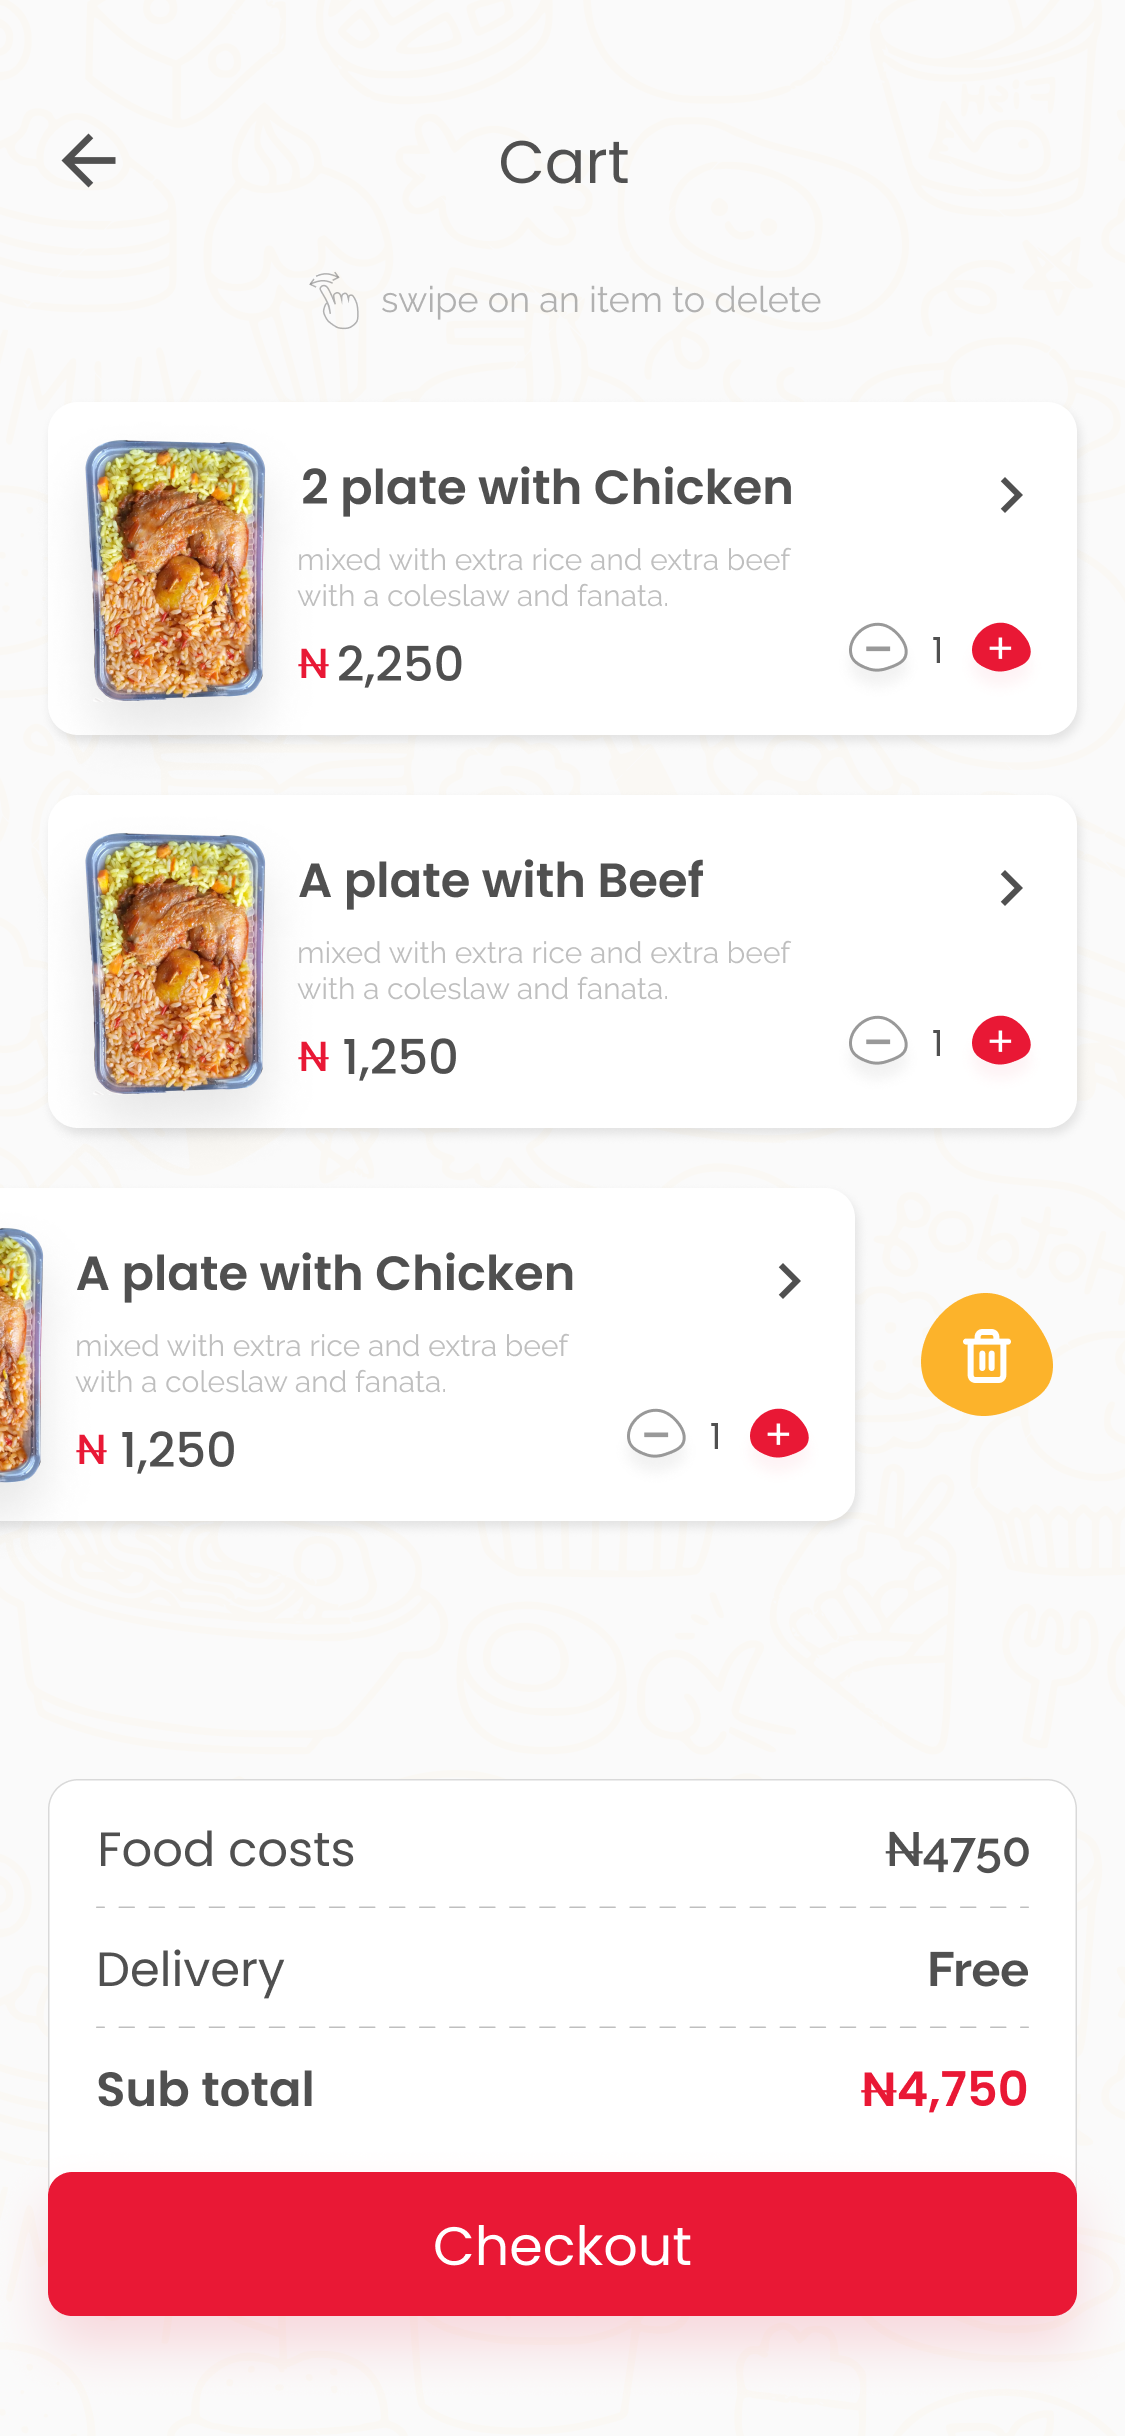 Cart
swipe on an item to delete
2 plate with Chicken
mixed with extra rice and extra beef
with a coleslaw and fanata.
₦ 2,250
1
A plate with Beef
mixed with extra rice and extra beef
with a coleslaw and fanata.
₦ 1,250
1
A plate with Chicken
mixed with extra rice and extra beef
with a coleslaw and fanata.
₦ 1,250
1
Food costs ₦4750
Delivery Free
Sub total ₦4,750
Checkout